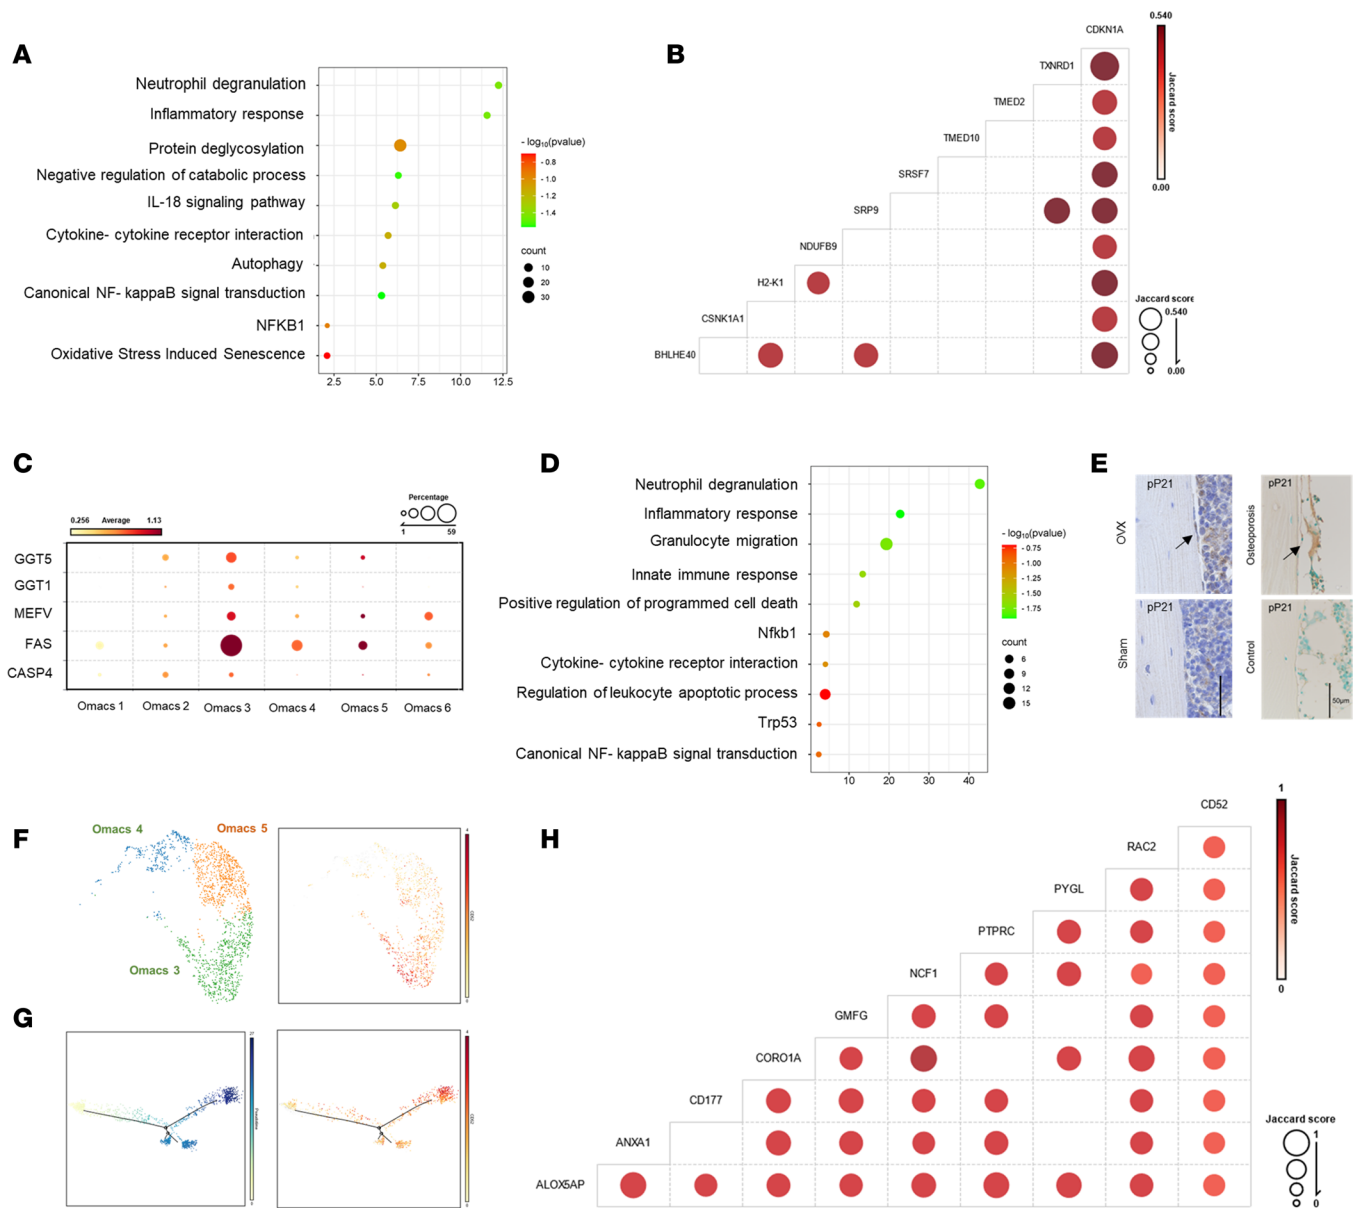 A
Neutrophil degranulation
Inflammatory response
Protein deglycosylation
Negative regulation of catabolic process
IL-18 signaling pathway
Cytokine- cytokine receptor interaction
Autophagy
Canonical NF- kappaB signal transduction
NFKB1
Oxidative Stress Induced Senescence
2.5 5.0 7.5 10.0 12.5
- log10(pvalue)
- 0.8
- 1.0
- 1.2
- 1.4
count
10
20
30
B
CDKN1A
TXNRD1
TMED2
TMED10
SRSF7
SRP9
NDUFB9
H2-K1
CSNK1A1
BHLHE40
0.540
Jaccard score
0.00
Jaccard score
0.540
0.00
C
0.256 Average 1.13
Percentage
1 59
GGT5
GGT1
MEFV
FAS
CASP4
Omacs 1 Omacs 2 Omacs 3 Omacs 4 Omacs 5 Omacs 6
D
Neutrophil degranulation
Inflammatory response
Granulocyte migration
Innate immune response
Positive regulation of programmed cell death
Nfkb1
Cytokine- cytokine receptor interaction
Regulation of leukocyte apoptotic process
Trp53
Canonical NF- kappaB signal transduction
10 20 30 40
- log10(pvalue)
- 0.75
- 1.00
- 1.25
- 1.50
- 1.75
count
6
9
12
15
E
pP21
OVX
pP21
Osteoporosis
pP21
Sham
pP21
Control
50µm
F
Omacs 4
Omacs 5
Omacs 3
G
H
CD52
RAC2
PYGL
PTPRC
NCF1
GMFG
CORO1A
CD177
ANXA1
ALOX5AP
1
Jaccard score
0
Jaccard score
1
0